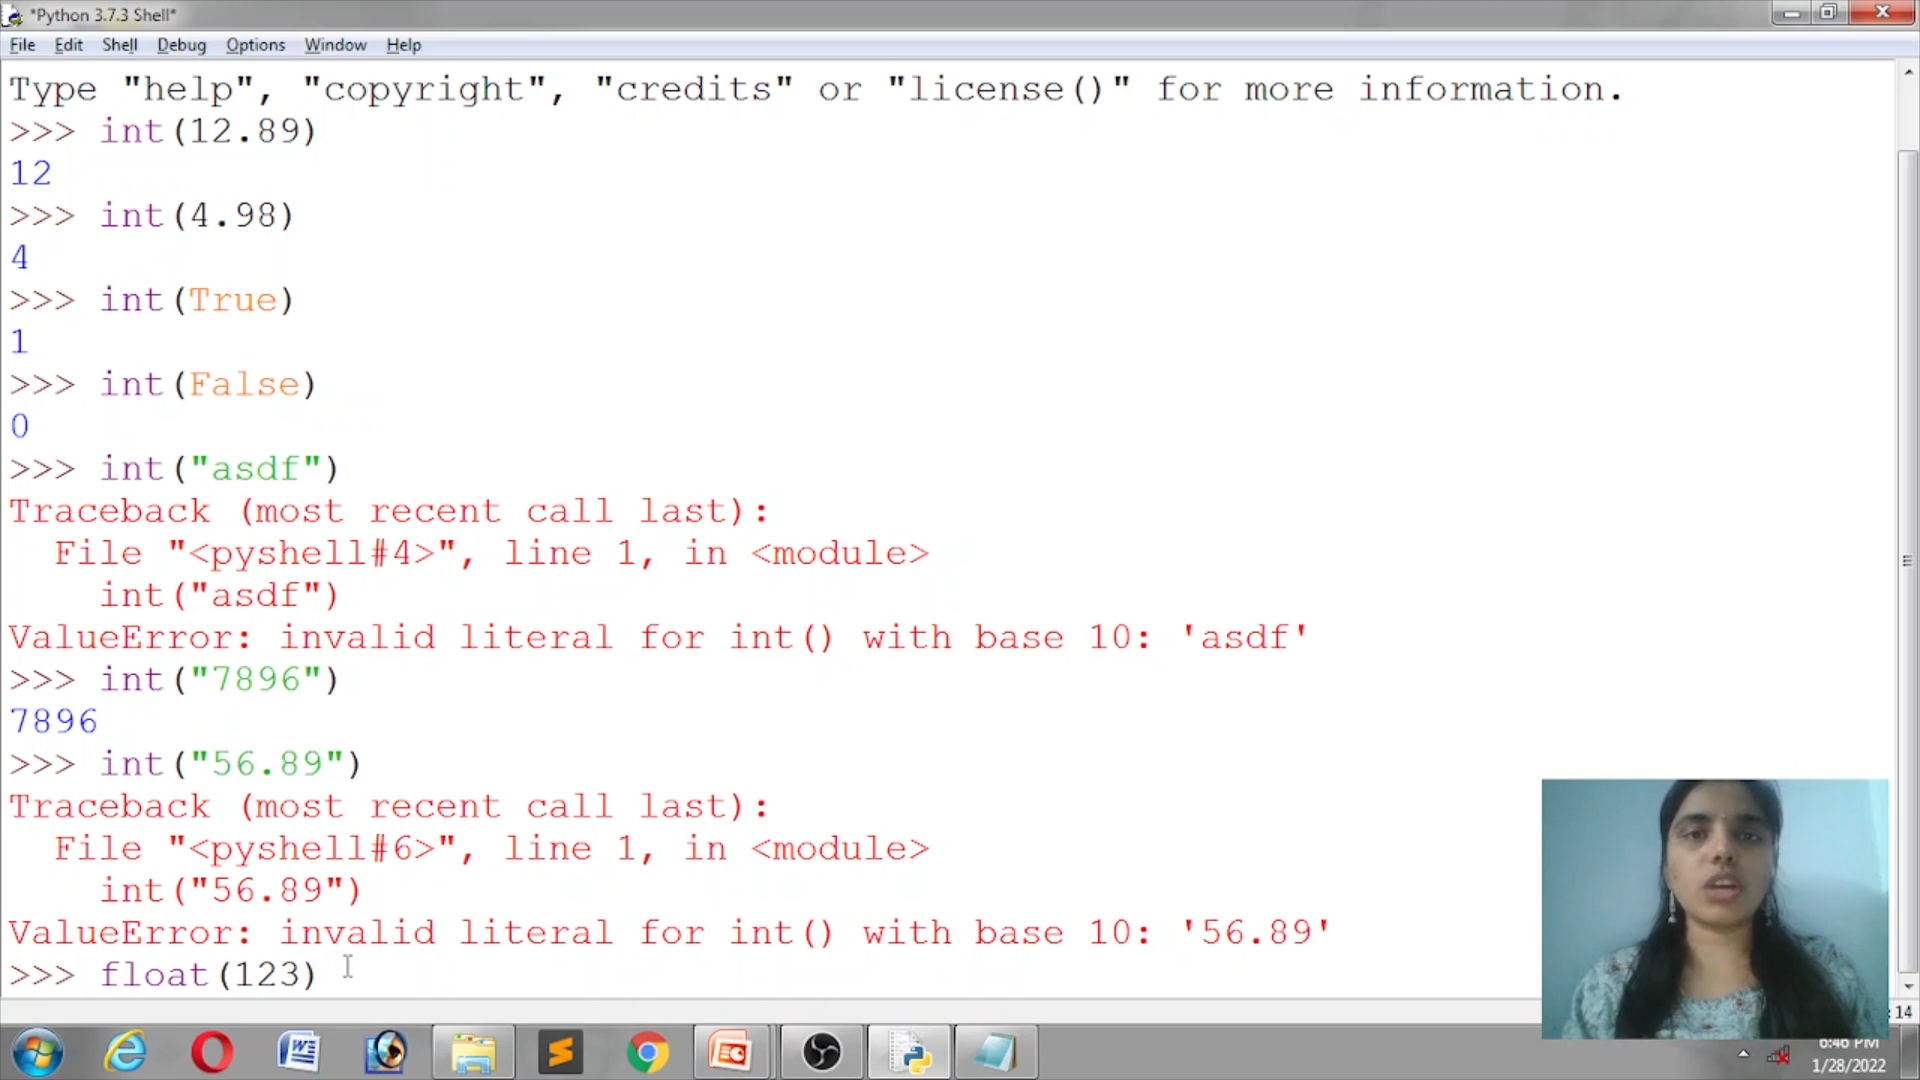 *Python 3.7.3 Shell*
File Edit Shell Debug Options Window Help
Type "help", "copyright", "credits" or "license()" for more information.
>>> int(12.89)
12
>>> int(4.98)
4
>>> int(True)
1
>>> int(False)
0
>>> int("asdf")
Traceback (most recent call last):
  File "<pyshell#4>", line 1, in <module>
    int("asdf")
ValueError: invalid literal for int() with base 10: 'asdf'
>>> int("7896")
7896
>>> int("56.89")
Traceback (most recent call last):
  File "<pyshell#6>", line 1, in <module>
    int("56.89")
ValueError: invalid literal for int() with base 10: '56.89'
>>> float(123)
: 14
6:46 PM
1/28/2022